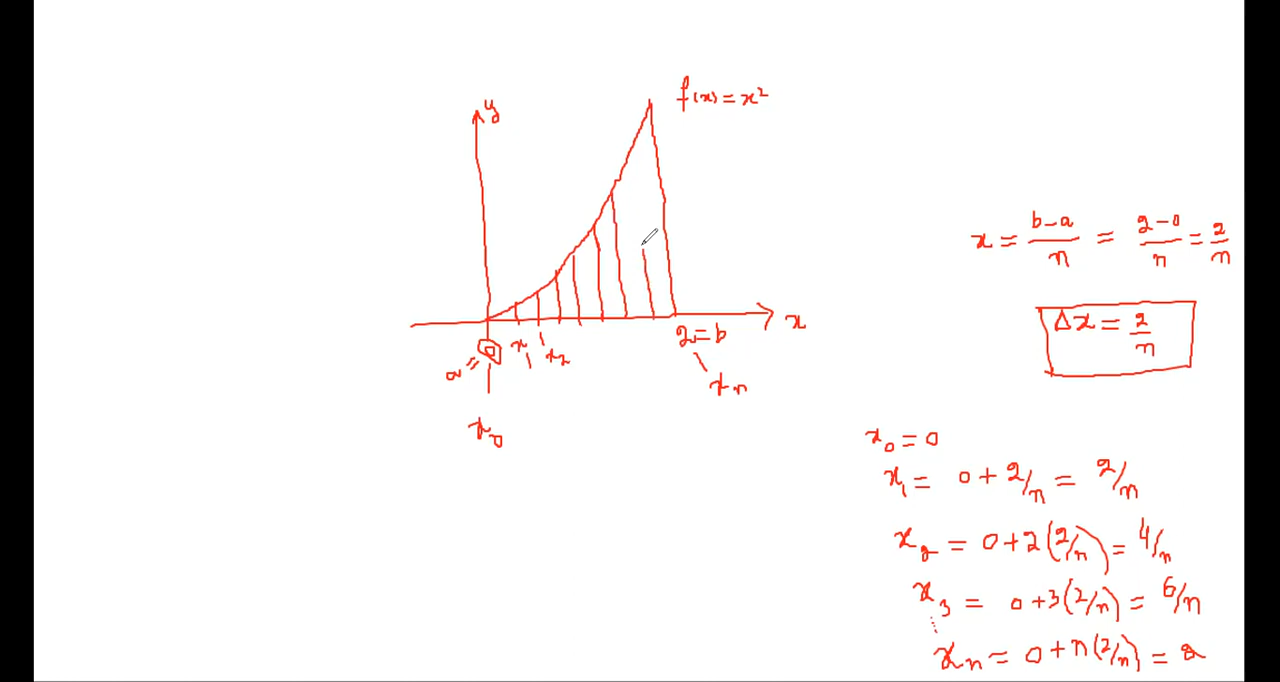 y
f(x) = x²
x
a = 0
x₀
x₁
x₂
2 = b
xₙ
x = b-a/n = 2-0/n = 2/n
Δx = 2/n
x₀ = 0
x₁ = 0 + 2/n = 2/n
x₂ = 0 + 2(2/n) = 4/n
x₃ = 0 + 3(2/n) = 6/n
⋮
xₙ = 0 + n(2/n) = 2